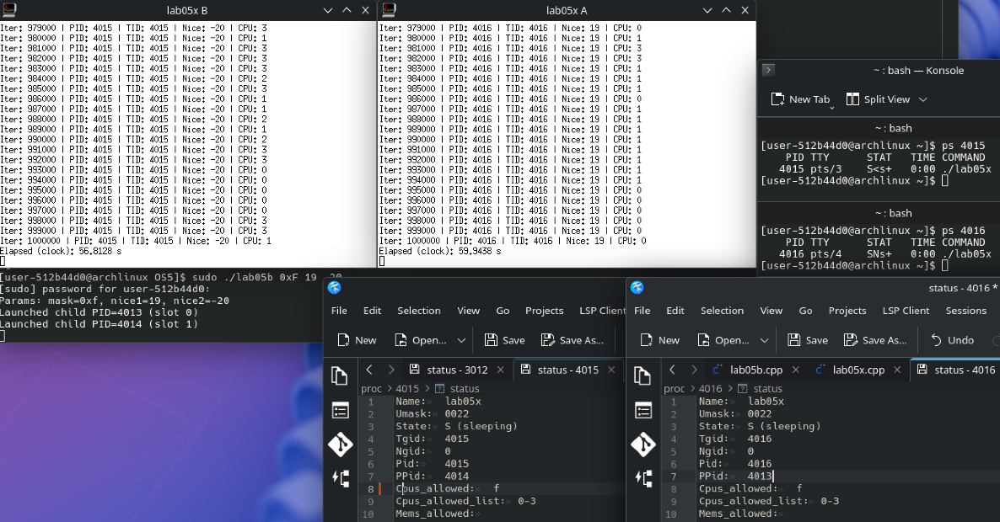 lab05x B
Iter: 979000 | PID: 4015 | TID: 4015 | Nice: -20 | CPU: 3
Iter: 980000 | PID: 4015 | TID: 4015 | Nice: -20 | CPU: 1
Iter: 981000 | PID: 4015 | TID: 4015 | Nice: -20 | CPU: 3
Iter: 982000 | PID: 4015 | TID: 4015 | Nice: -20 | CPU: 3
Iter: 983000 | PID: 4015 | TID: 4015 | Nice: -20 | CPU: 3
Iter: 984000 | PID: 4015 | TID: 4015 | Nice: -20 | CPU: 2
Iter: 985000 | PID: 4015 | TID: 4015 | Nice: -20 | CPU: 3
Iter: 986000 | PID: 4015 | TID: 4015 | Nice: -20 | CPU: 1
Iter: 987000 | PID: 4015 | TID: 4015 | Nice: -20 | CPU: 1
Iter: 988000 | PID: 4015 | TID: 4015 | Nice: -20 | CPU: 2
Iter: 989000 | PID: 4015 | TID: 4015 | Nice: -20 | CPU: 1
Iter: 990000 | PID: 4015 | TID: 4015 | Nice: -20 | CPU: 2
Iter: 991000 | PID: 4015 | TID: 4015 | Nice: -20 | CPU: 3
Iter: 992000 | PID: 4015 | TID: 4015 | Nice: -20 | CPU: 3
Iter: 993000 | PID: 4015 | TID: 4015 | Nice: -20 | CPU: 0
Iter: 994000 | PID: 4015 | TID: 4015 | Nice: -20 | CPU: 0
Iter: 995000 | PID: 4015 | TID: 4015 | Nice: -20 | CPU: 0
Iter: 996000 | PID: 4015 | TID: 4015 | Nice: -20 | CPU: 0
Iter: 997000 | PID: 4015 | TID: 4015 | Nice: -20 | CPU: 0
Iter: 998000 | PID: 4015 | TID: 4015 | Nice: -20 | CPU: 3
Iter: 999000 | PID: 4015 | TID: 4015 | Nice: -20 | CPU: 3
Iter: 1000000 | PID: 4015 | TID: 4015 | Nice: -20 | CPU: 1
Elapsed (clock): 56.8128 s
lab05x A
Iter: 979000 | PID: 4016 | TID: 4016 | Nice: 19 | CPU: 0
Iter: 980000 | PID: 4016 | TID: 4016 | Nice: 19 | CPU: 1
Iter: 981000 | PID: 4016 | TID: 4016 | Nice: 19 | CPU: 3
Iter: 982000 | PID: 4016 | TID: 4016 | Nice: 19 | CPU: 3
Iter: 983000 | PID: 4016 | TID: 4016 | Nice: 19 | CPU: 1
Iter: 984000 | PID: 4016 | TID: 4016 | Nice: 19 | CPU: 1
Iter: 985000 | PID: 4016 | TID: 4016 | Nice: 19 | CPU: 1
Iter: 986000 | PID: 4016 | TID: 4016 | Nice: 19 | CPU: 0
Iter: 987000 | PID: 4016 | TID: 4016 | Nice: 19 | CPU: 1
Iter: 988000 | PID: 4016 | TID: 4016 | Nice: 19 | CPU: 1
Iter: 989000 | PID: 4016 | TID: 4016 | Nice: 19 | CPU: 1
Iter: 990000 | PID: 4016 | TID: 4016 | Nice: 19 | CPU: 1
Iter: 991000 | PID: 4016 | TID: 4016 | Nice: 19 | CPU: 1
Iter: 992000 | PID: 4016 | TID: 4016 | Nice: 19 | CPU: 1
Iter: 993000 | PID: 4016 | TID: 4016 | Nice: 19 | CPU: 1
Iter: 994000 | PID: 4016 | TID: 4016 | Nice: 19 | CPU: 1
Iter: 995000 | PID: 4016 | TID: 4016 | Nice: 19 | CPU: 0
Iter: 996000 | PID: 4016 | TID: 4016 | Nice: 19 | CPU: 0
Iter: 997000 | PID: 4016 | TID: 4016 | Nice: 19 | CPU: 0
Iter: 998000 | PID: 4016 | TID: 4016 | Nice: 19 | CPU: 0
Iter: 999000 | PID: 4016 | TID: 4016 | Nice: 19 | CPU: 0
Iter: 1000000 | PID: 4016 | TID: 4016 | Nice: 19 | CPU: 0
Elapsed (clock): 59.9438 s
~ : bash — Konsole
New Tab Split View
~ : bash
[user-512b44d0@archlinux ~]$ ps 4015
PID TTY STAT TIME COMMAND
4015 pts/3 S<s+ 0:00 ./lab05x
[user-512b44d0@archlinux ~]$
~ : bash
[user-512b44d0@archlinux ~]$ ps 4016
PID TTY STAT TIME COMMAND
4016 pts/4 SNs+ 0:00 ./lab05x
[user-512b44d0@archlinux ~]$
[user-512b44d0@archlinux OS5]$ sudo ./lab05b 0xF 19 -20
[sudo] password for user-512b44d0:
Params: mask=0xf, nice1=19, nice2=-20
Launched child PID=4013 (slot 0)
Launched child PID=4014 (slot 1)
File Edit Selection View Go Projects LSP Client
New Open... Save Save As...
status - 3012 status - 4015
proc > 4015 > status
1 Name: lab05x
2 Umask: 0022
3 State: S (sleeping)
4 Tgid: 4015
5 Ngid: 0
6 Pid: 4015
7 PPid: 4014
8 Cpus_allowed: f
9 Cpus_allowed_list: 0-3
10 Mems_allowed:
status - 4016 *
File Edit Selection View Go Projects LSP Client Sessions
New Open... Save Save As... Undo
lab05b.cpp lab05x.cpp status - 4016
proc > 4016 > status
1 Name: lab05x
2 Umask: 0022
3 State: S (sleeping)
4 Tgid: 4016
5 Ngid: 0
6 Pid: 4016
7 PPid: 4013
8 Cpus_allowed: f
9 Cpus_allowed_list: 0-3
10 Mems_allowed: